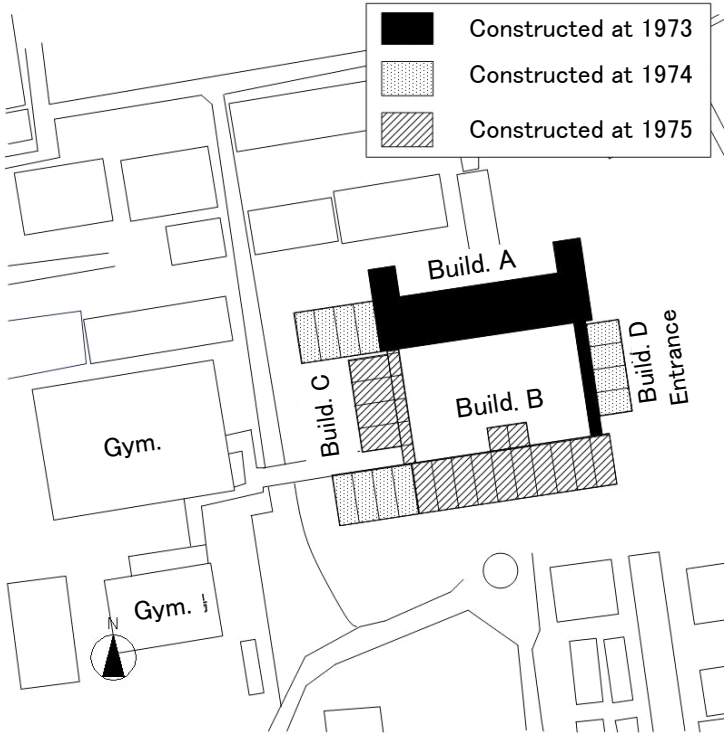 Constructed at 1973
Constructed at 1974
Constructed at 1975
Build. A
Build. D
Entrance
Build. C
Build. B
Gym.
Gym.
N